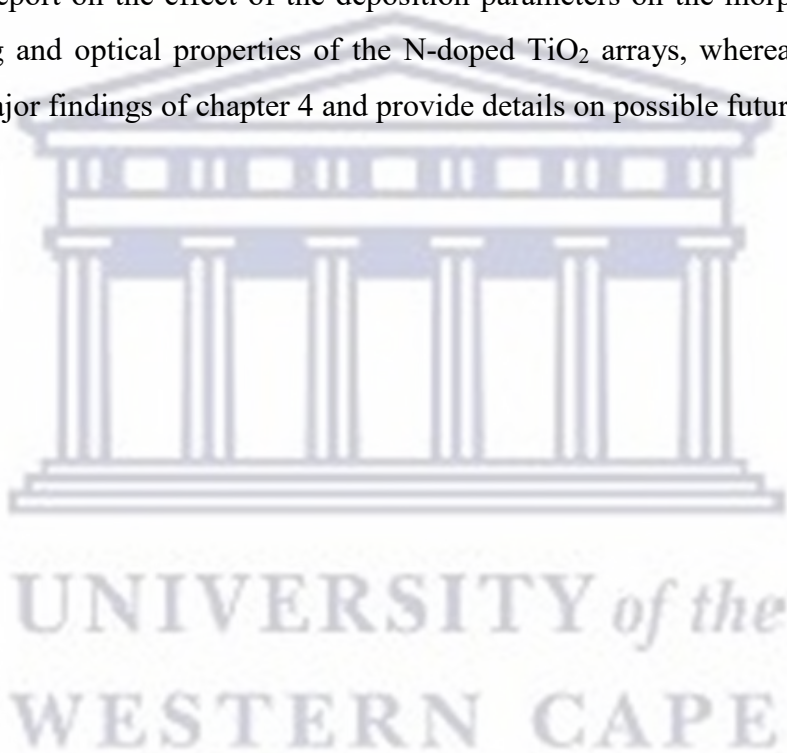 eport on the effect of the deposition parameters on the morp
g and optical properties of the N-doped TiO₂ arrays, wherea
ajor findings of chapter 4 and provide details on possible futur
UNIVERSITY of the
WESTERN CAPE